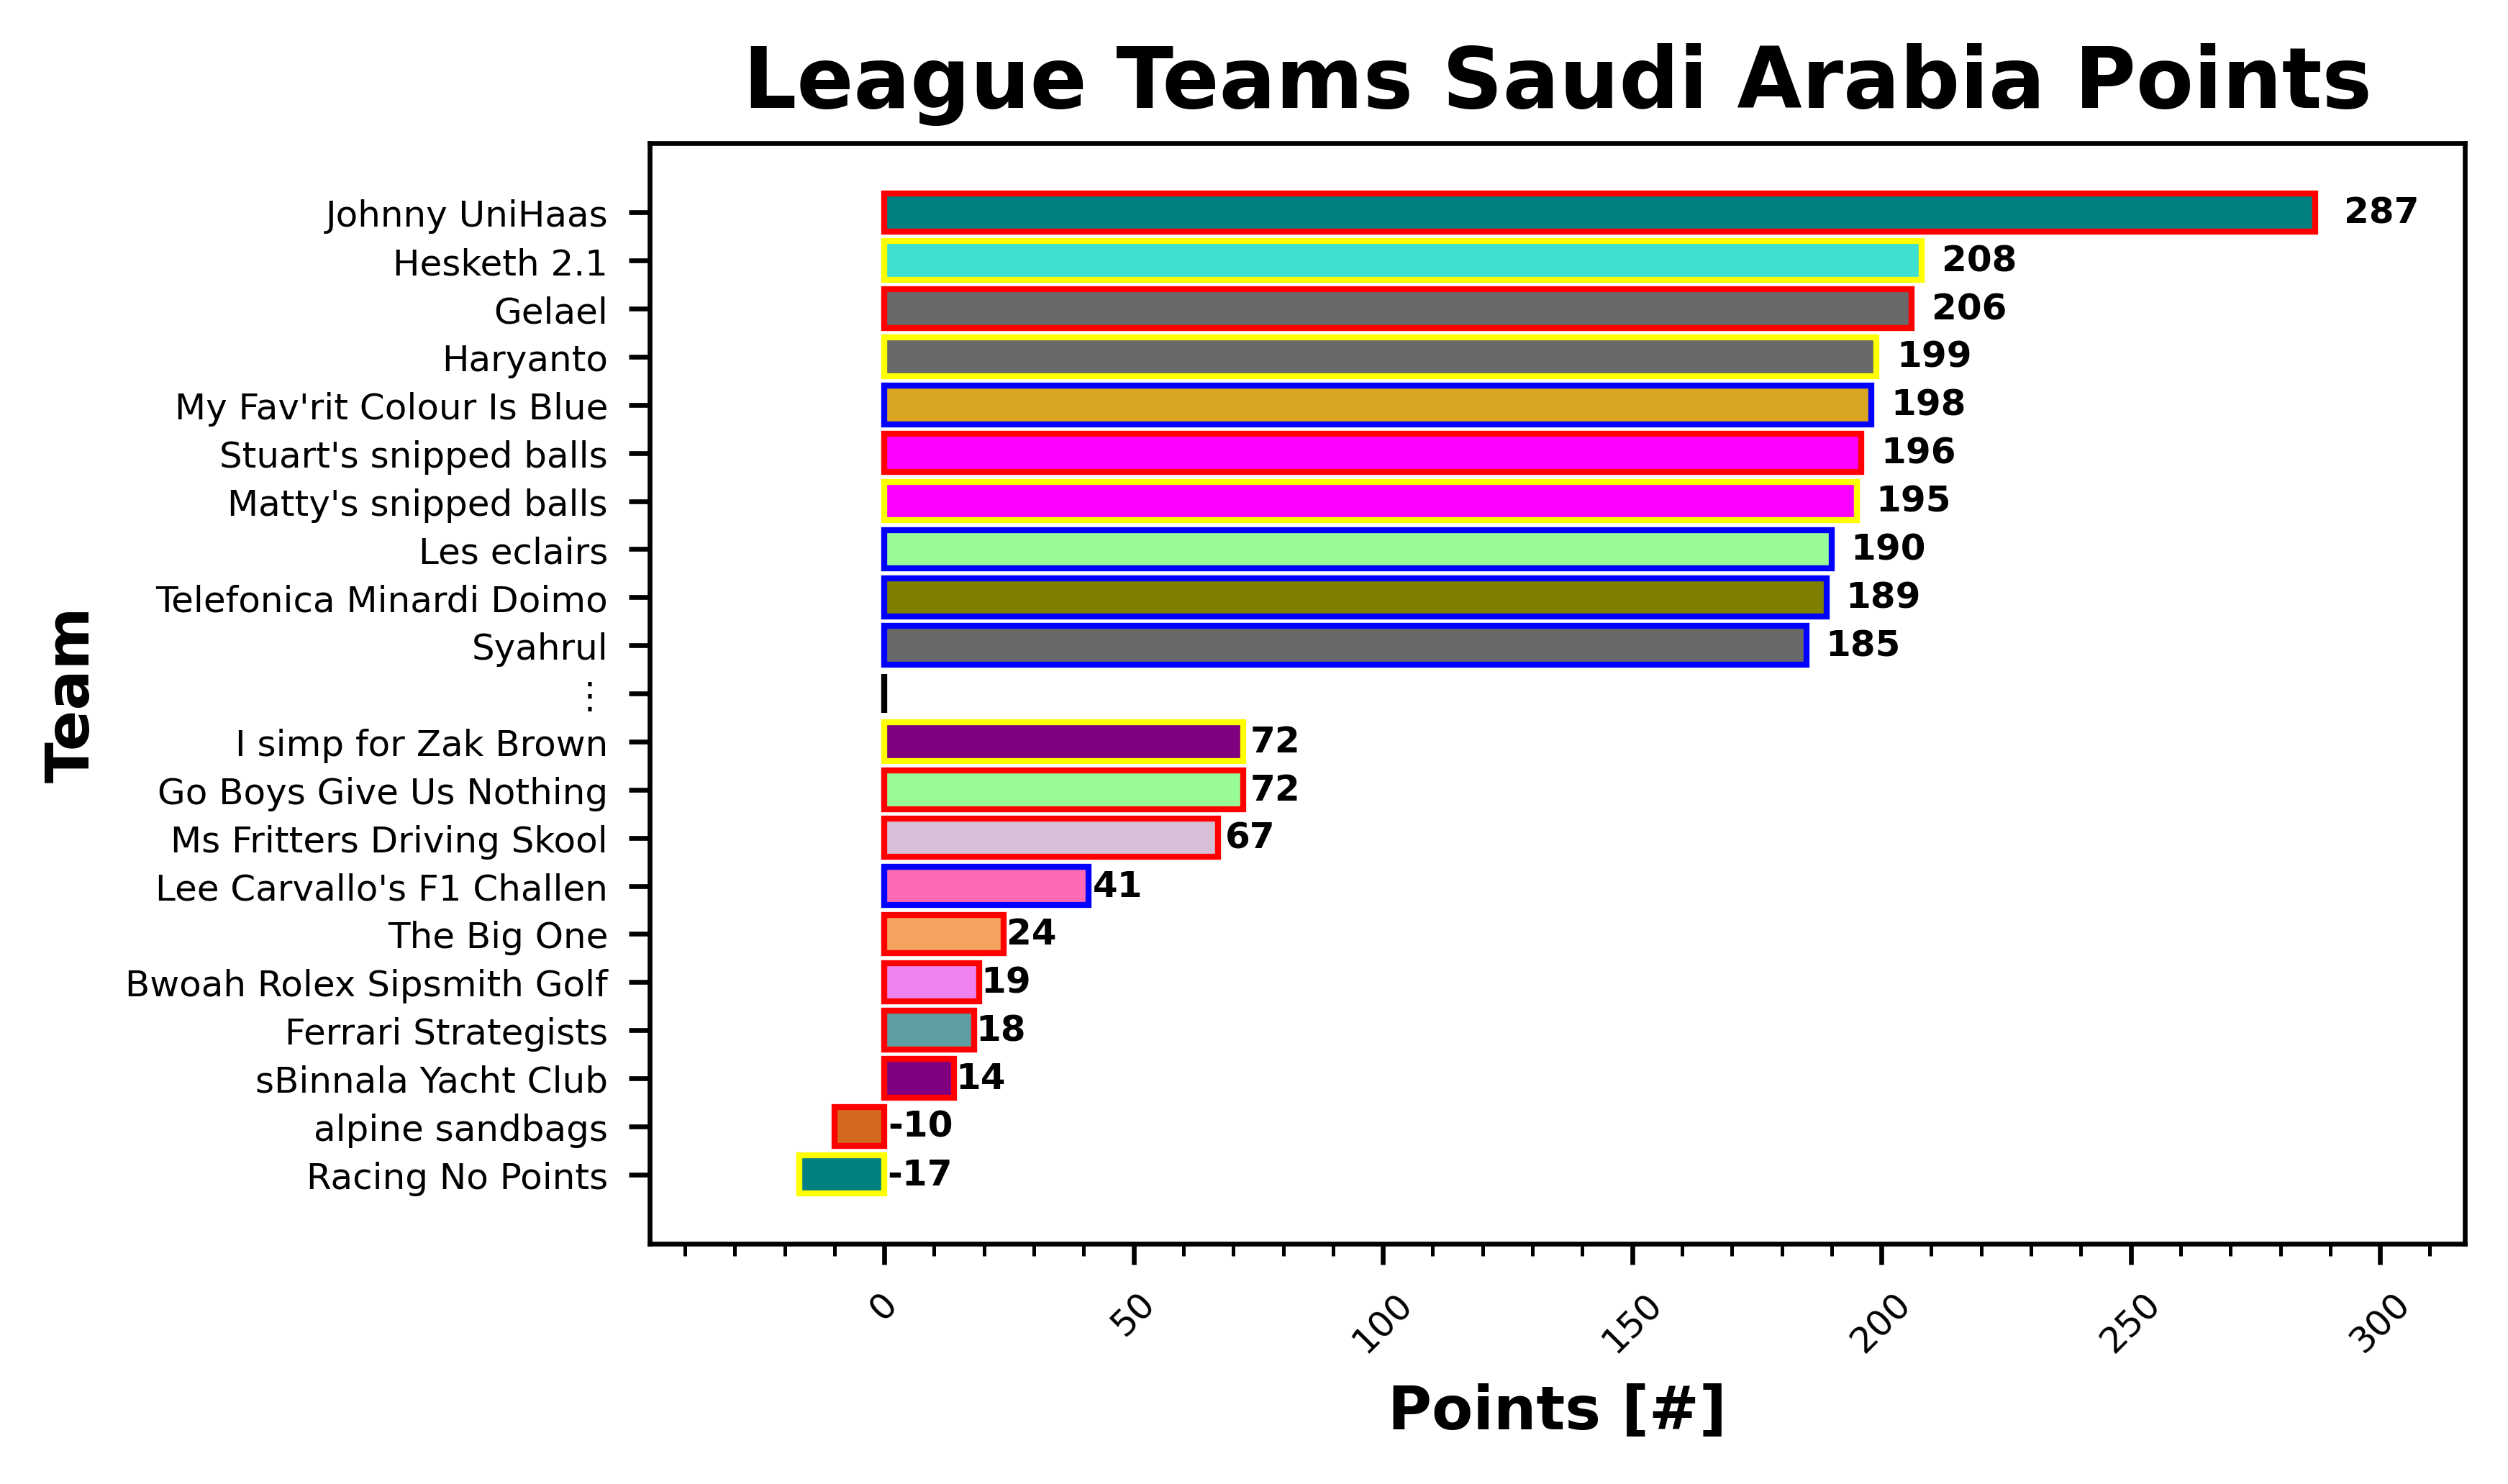 League Teams Saudi Arabia Points
Team
Johnny UniHaas 287
Hesketh 2.1 208
Gelael 206
Haryanto 199
My Fav'rit Colour Is Blue 198
Stuart's snipped balls 196
Matty's snipped balls 195
Les eclairs 190
Telefonica Minardi Doimo 189
Syahrul 185
⋮
I simp for Zak Brown 72
Go Boys Give Us Nothing 72
Ms Fritters Driving Skool 67
Lee Carvallo's F1 Challen 41
The Big One 24
Bwoah Rolex Sipsmith Golf 19
Ferrari Strategists 18
sBinnala Yacht Club 14
alpine sandbags -10
Racing No Points -17
0 50 100 150 200 250 300
Points [#]